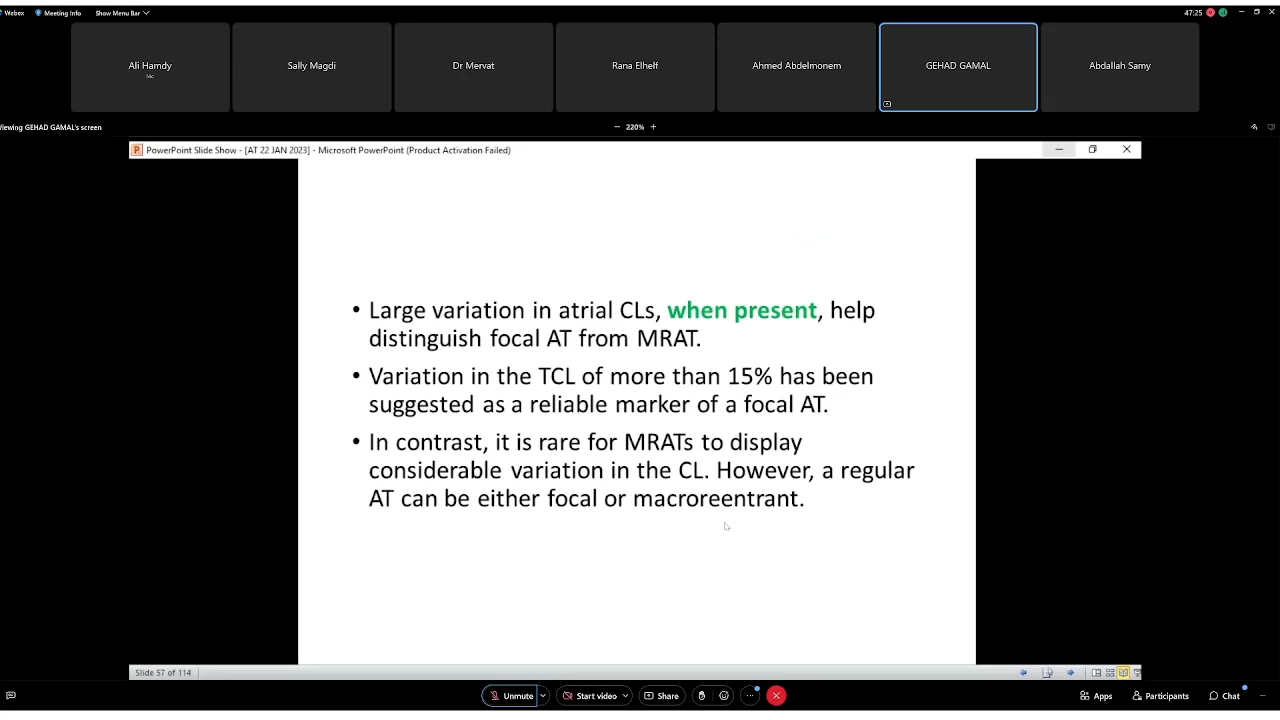 Webex Meeting Info Show Menu Bar 47:25
Ali Hamdy
Sally Magdi
Dr Mervat
Rana Elhelf
Ahmed Abdelmonem
GEHAD GAMAL
Abdallah Samy
Viewing GEHAD GAMAL's screen
220%
PowerPoint Slide Show - [AT 22 JAN 2023] - Microsoft PowerPoint (Product Activation Failed)
• Large variation in atrial CLs, when present, help
distinguish focal AT from MRAT.
• Variation in the TCL of more than 15% has been
suggested as a reliable marker of a focal AT.
• In contrast, it is rare for MRATs to display
considerable variation in the CL. However, a regular
AT can be either focal or macroreentrant.
Slide 57 of 114
Unmute Start video Share Apps Participants Chat